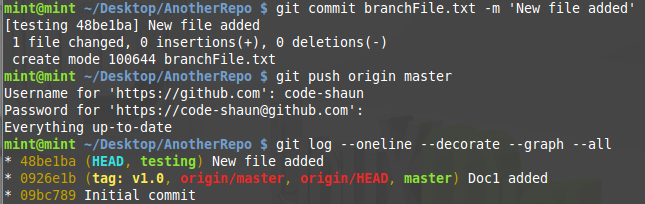 mint@mint ~/Desktop/AnotherRepo $ git commit branchFile.txt -m 'New file added'
[testing 48be1ba] New file added
 1 file changed, 0 insertions(+), 0 deletions(-)
 create mode 100644 branchFile.txt
mint@mint ~/Desktop/AnotherRepo $ git push origin master
Username for 'https://github.com': code-shaun
Password for 'https://code-shaun@github.com':
Everything up-to-date
mint@mint ~/Desktop/AnotherRepo $ git log --oneline --decorate --graph --all
* 48be1ba (HEAD, testing) New file added
* 0926e1b (tag: v1.0, origin/master, origin/HEAD, master) Doc1 added
* 09bc789 Initial commit